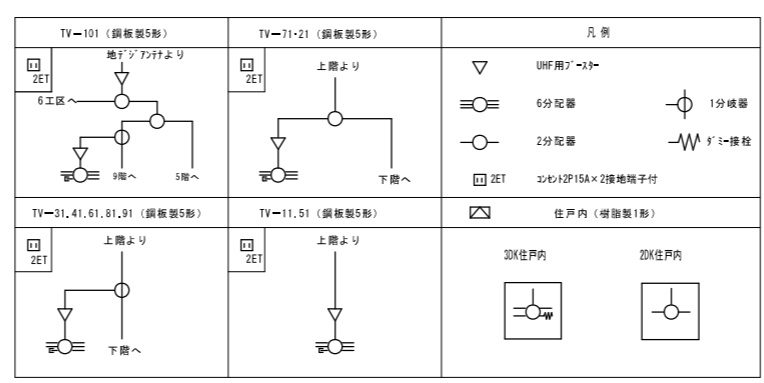 TV－101（鋼板製5形）
TV－71・21（鋼板製5形）
凡 例
地デジアンテナより
2ET
6工区へ
9階へ
5階へ
上階より
2ET
下階へ
UHF用ブースター
6分配器
1分岐器
2分配器
ダミー接栓
2ET
コンセント2P15A×2接地端子付
TV－31.41.61.81.91（鋼板製5形）
TV－11.51（鋼板製5形）
住戸内（樹脂製1形）
上階より
2ET
下階へ
上階より
2ET
3DK住戸内
2DK住戸内